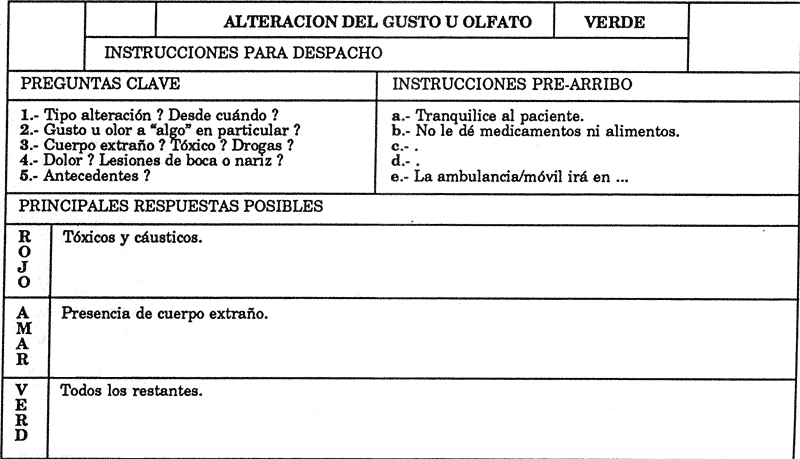 ALTERACION DEL GUSTO U OLFATO VERDE
INSTRUCCIONES PARA DESPACHO
PREGUNTAS CLAVE
1.- Tipo alteración ? Desde cuándo ?
2.- Gusto u olor a "algo" en particular ?
3.- Cuerpo extraño ? Tóxico ? Drogas ?
4.- Dolor ? Lesiones de boca o nariz ?
5.- Antecedentes ?
INSTRUCCIONES PRE-ARRIBO
a.- Tranquilice al paciente.
b.- No le dé medicamentos ni alimentos.
c.- .
d.- .
e.- La ambulancia/móvil irá en ...
PRINCIPALES RESPUESTAS POSIBLES
ROJO
Tóxicos y cáusticos.
AMAR
Presencia de cuerpo extraño.
VERD
Todos los restantes.